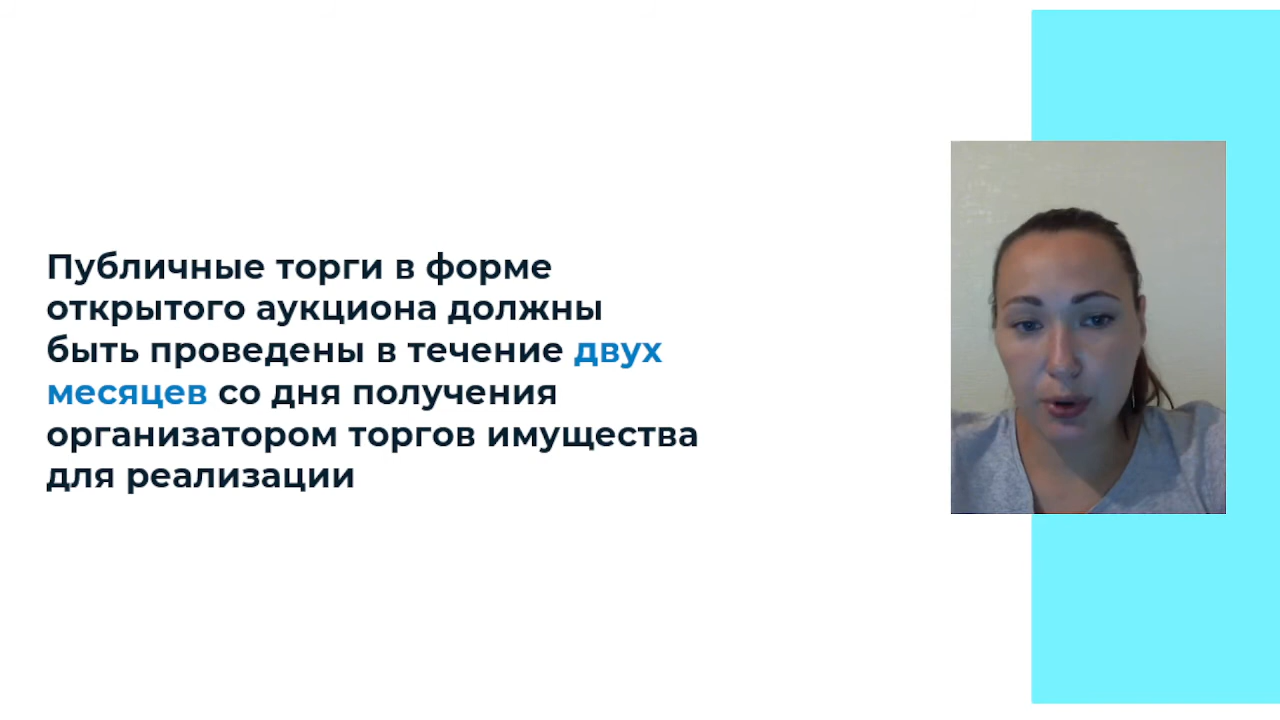 Публичные торги в форме
открытого аукциона должны
быть проведены в течение двух
месяцев со дня получения
организатором торгов имущества
для реализации